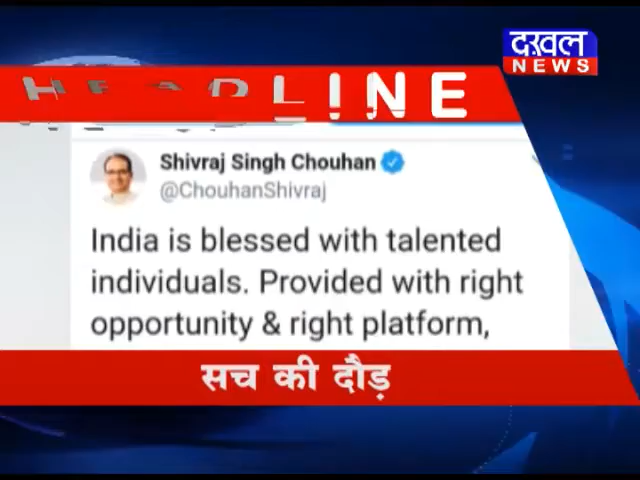 दख़ल
NEWS
HEADLINE
Shivraj Singh Chouhan
@ChouhanShivraj
India is blessed with talented
individuals. Provided with right
opportunity & right platform,
सच की दौड़